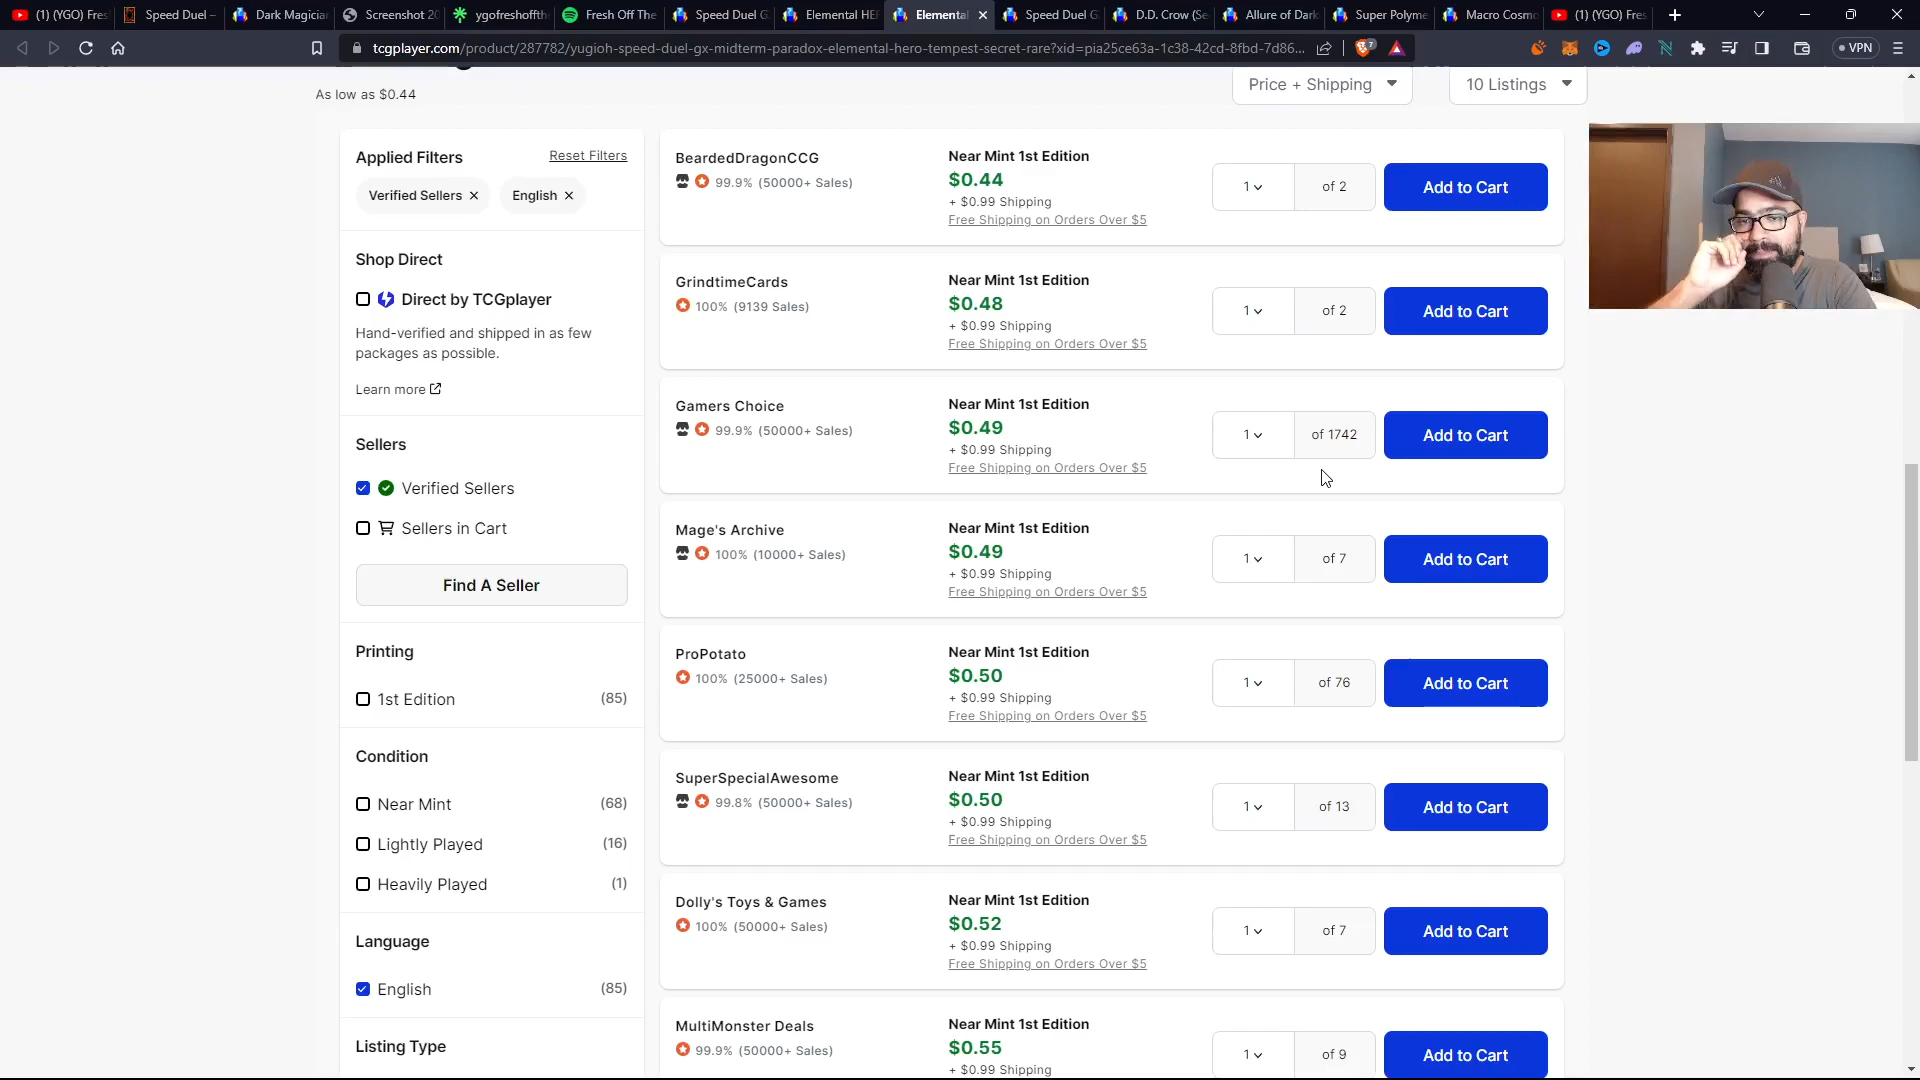 (1) (YGO) Fres
Speed Duel –
Dark Magician
Screenshot 20
ygofreshoffth
Fresh Off The
Speed Duel G
Elemental HE
Elemental
Speed Duel G
D.D. Crow (Se
Allure of Dark
Super Polyme
Macro Cosmo
(1) (YGO) Fres
tcgplayer.com/product/287782/yugioh-speed-duel-gx-midterm-paradox-elemental-hero-tempest-secret-rare?xid=pia25ce63a-1c38-42cd-8fbd-7d86...
VPN
As low as $0.44
Price + Shipping
10 Listings
Applied Filters
Reset Filters
Verified Sellers
English
Shop Direct
Direct by TCGplayer
Hand-verified and shipped in as few
packages as possible.
Learn more
Sellers
Verified Sellers
Sellers in Cart
Find A Seller
Printing
1st Edition (85)
Condition
Near Mint (68)
Lightly Played (16)
Heavily Played (1)
Language
English (85)
Listing Type
BeardedDragonCCG
99.9% (50000+ Sales)
Near Mint 1st Edition
$0.44
+ $0.99 Shipping
Free Shipping on Orders Over $5
1 of 2
Add to Cart
GrindtimeCards
100% (9139 Sales)
Near Mint 1st Edition
$0.48
+ $0.99 Shipping
Free Shipping on Orders Over $5
1 of 2
Add to Cart
Gamers Choice
99.9% (50000+ Sales)
Near Mint 1st Edition
$0.49
+ $0.99 Shipping
Free Shipping on Orders Over $5
1 of 1742
Add to Cart
Mage's Archive
100% (10000+ Sales)
Near Mint 1st Edition
$0.49
+ $0.99 Shipping
Free Shipping on Orders Over $5
1 of 7
Add to Cart
ProPotato
100% (25000+ Sales)
Near Mint 1st Edition
$0.50
+ $0.99 Shipping
Free Shipping on Orders Over $5
1 of 76
Add to Cart
SuperSpecialAwesome
99.8% (50000+ Sales)
Near Mint 1st Edition
$0.50
+ $0.99 Shipping
Free Shipping on Orders Over $5
1 of 13
Add to Cart
Dolly's Toys & Games
100% (50000+ Sales)
Near Mint 1st Edition
$0.52
+ $0.99 Shipping
Free Shipping on Orders Over $5
1 of 7
Add to Cart
MultiMonster Deals
99.9% (50000+ Sales)
Near Mint 1st Edition
$0.55
+ $0.99 Shipping
1 of 9
Add to Cart